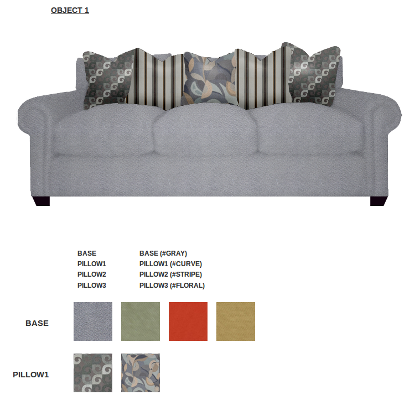 OBJECT 1
BASE BASE (#GRAY)
PILLOW1 PILLOW1 (#CURVE)
PILLOW2 PILLOW2 (#STRIPE)
PILLOW3 PILLOW3 (#FLORAL)
BASE
PILLOW1